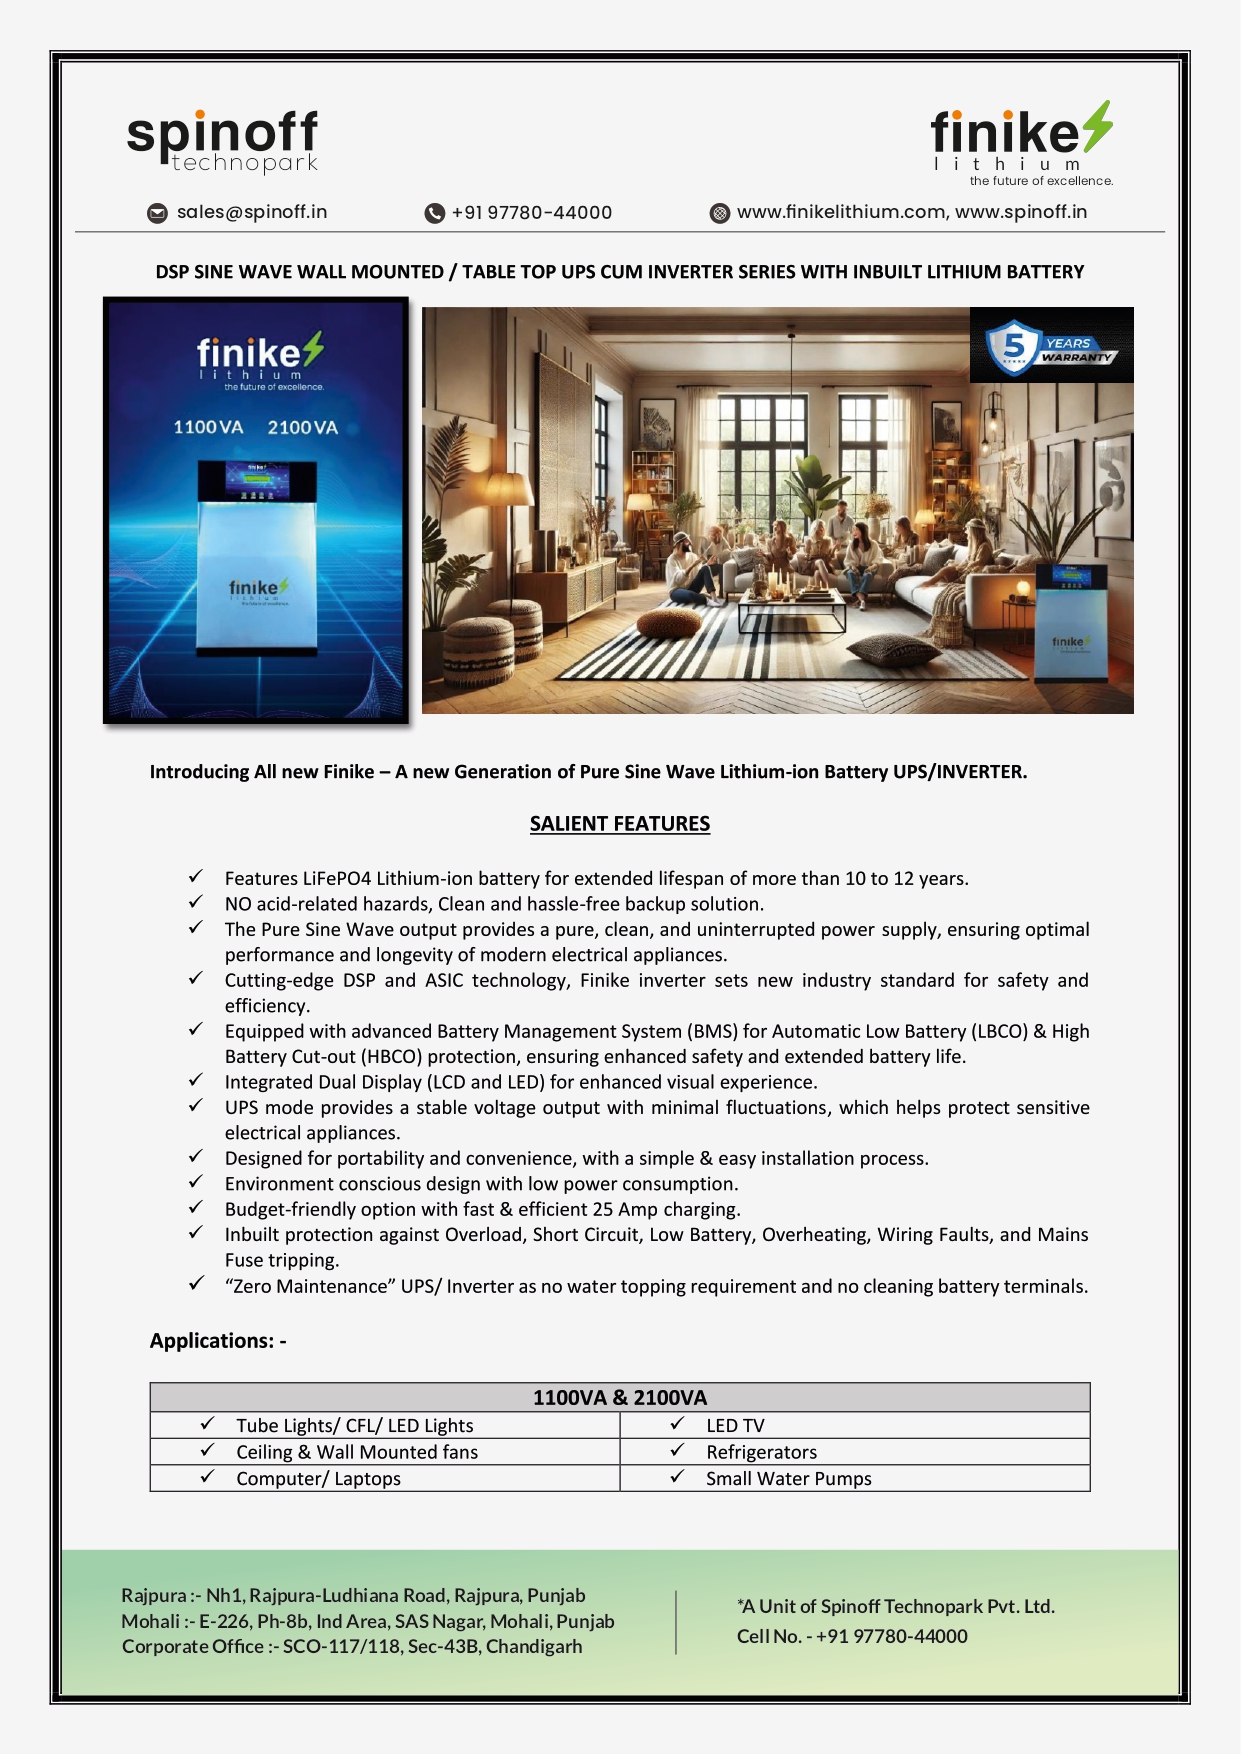 spinoff
technopark
finike
lithium
the future of excellence.
sales@spinoff.in
+91 97780-44000
www.finikelithium.com, www.spinoff.in
DSP SINE WAVE WALL MOUNTED / TABLE TOP UPS CUM INVERTER SERIES WITH INBUILT LITHIUM BATTERY
finike
lithium
the future of excellence.
1100VA 2100VA
finike
finike
lithium
the future of excellence.
5 YEARS
WARRANTY
finike
Introducing All new Finike – A new Generation of Pure Sine Wave Lithium-ion Battery UPS/INVERTER.
SALIENT FEATURES
✓ Features LiFePO4 Lithium-ion battery for extended lifespan of more than 10 to 12 years.
✓ NO acid-related hazards, Clean and hassle-free backup solution.
✓ The Pure Sine Wave output provides a pure, clean, and uninterrupted power supply, ensuring optimal
performance and longevity of modern electrical appliances.
✓ Cutting-edge DSP and ASIC technology, Finike inverter sets new industry standard for safety and
efficiency.
✓ Equipped with advanced Battery Management System (BMS) for Automatic Low Battery (LBCO) & High
Battery Cut-out (HBCO) protection, ensuring enhanced safety and extended battery life.
✓ Integrated Dual Display (LCD and LED) for enhanced visual experience.
✓ UPS mode provides a stable voltage output with minimal fluctuations, which helps protect sensitive
electrical appliances.
✓ Designed for portability and convenience, with a simple & easy installation process.
✓ Environment conscious design with low power consumption.
✓ Budget-friendly option with fast & efficient 25 Amp charging.
✓ Inbuilt protection against Overload, Short Circuit, Low Battery, Overheating, Wiring Faults, and Mains
Fuse tripping.
✓ “Zero Maintenance” UPS/ Inverter as no water topping requirement and no cleaning battery terminals.
Applications: -
1100VA & 2100VA
✓ Tube Lights/ CFL/ LED Lights
✓ LED TV
✓ Ceiling & Wall Mounted fans
✓ Refrigerators
✓ Computer/ Laptops
✓ Small Water Pumps
Rajpura :- Nh1, Rajpura-Ludhiana Road, Rajpura, Punjab
Mohali :- E-226, Ph-8b, Ind Area, SAS Nagar, Mohali, Punjab
Corporate Office :- SCO-117/118, Sec-43B, Chandigarh
*A Unit of Spinoff Technopark Pvt. Ltd.
Cell No. - +91 97780-44000